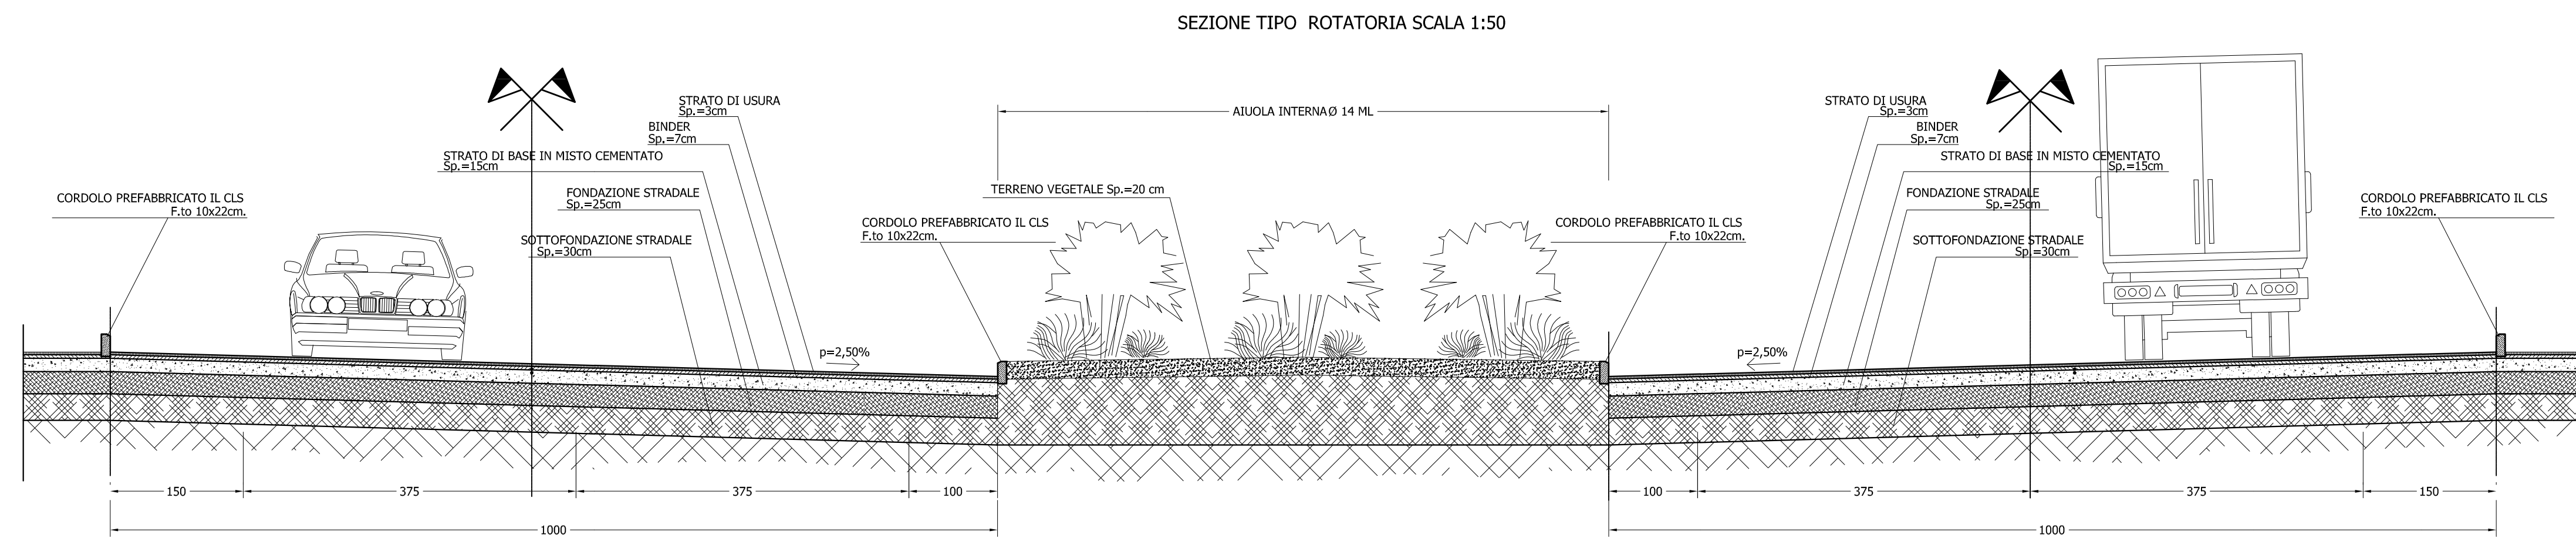 SEZIONE TIPO ROTATORIA SCALA 1:50
STRATO DI USURA
Sp.=3cm
BINDER
Sp.=7cm
STRATO DI BASE IN MISTO CEMENTATO
Sp.=15cm
FONDAZIONE STRADALE
Sp.=25cm
SOTTOFONDAZIONE STRADALE
Sp.=30cm
CORDOLO PREFABBRICATO IL CLS
F.to 10x22cm.
p=2,50%
CORDOLO PREFABBRICATO IL CLS
F.to 10x22cm.
AIUOLA INTERNA Ø 14 ML
TERRENO VEGETALE Sp.=20 cm
CORDOLO PREFABBRICATO IL CLS
F.to 10x22cm.
p=2,50%
STRATO DI USURA
Sp.=3cm
BINDER
Sp.=7cm
STRATO DI BASE IN MISTO CEMENTATO
Sp.=15cm
FONDAZIONE STRADALE
Sp.=25cm
SOTTOFONDAZIONE STRADALE
Sp.=30cm
CORDOLO PREFABBRICATO IL CLS
F.to 10x22cm.
150 375 375 100 100 375 375 150
1000 1000